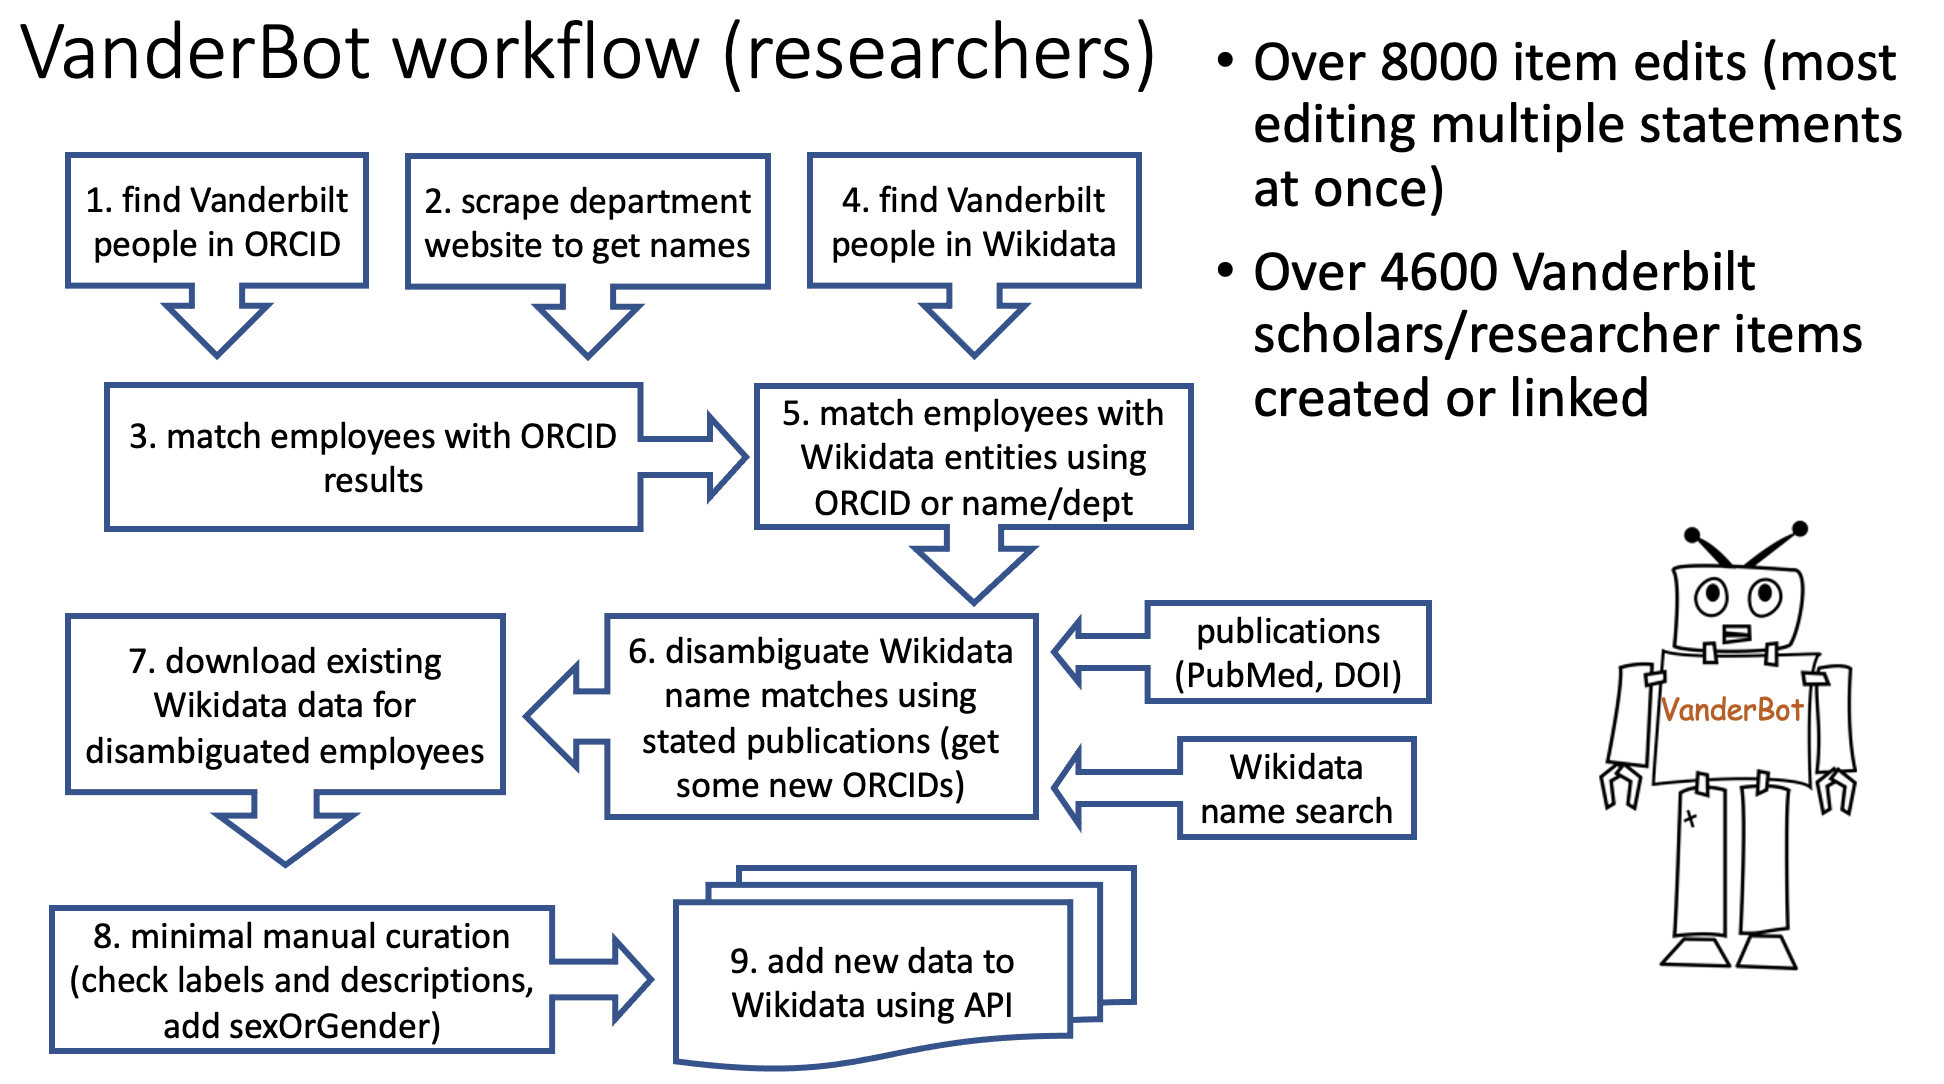 VanderBot workflow (researchers)
• Over 8000 item edits (most
editing multiple statements
at once)
• Over 4600 Vanderbilt
scholars/researcher items
created or linked
1. find Vanderbilt
people in ORCID
2. scrape department
website to get names
4. find Vanderbilt
people in Wikidata
3. match employees with ORCID
results
5. match employees with
Wikidata entities using
ORCID or name/dept
7. download existing
Wikidata data for
disambiguated employees
6. disambiguate Wikidata
name matches using
stated publications (get
some new ORCIDs)
publications
(PubMed, DOI)
Wikidata
name search
VanderBot
x
8. minimal manual curation
(check labels and descriptions,
add sexOrGender)
9. add new data to
Wikidata using API